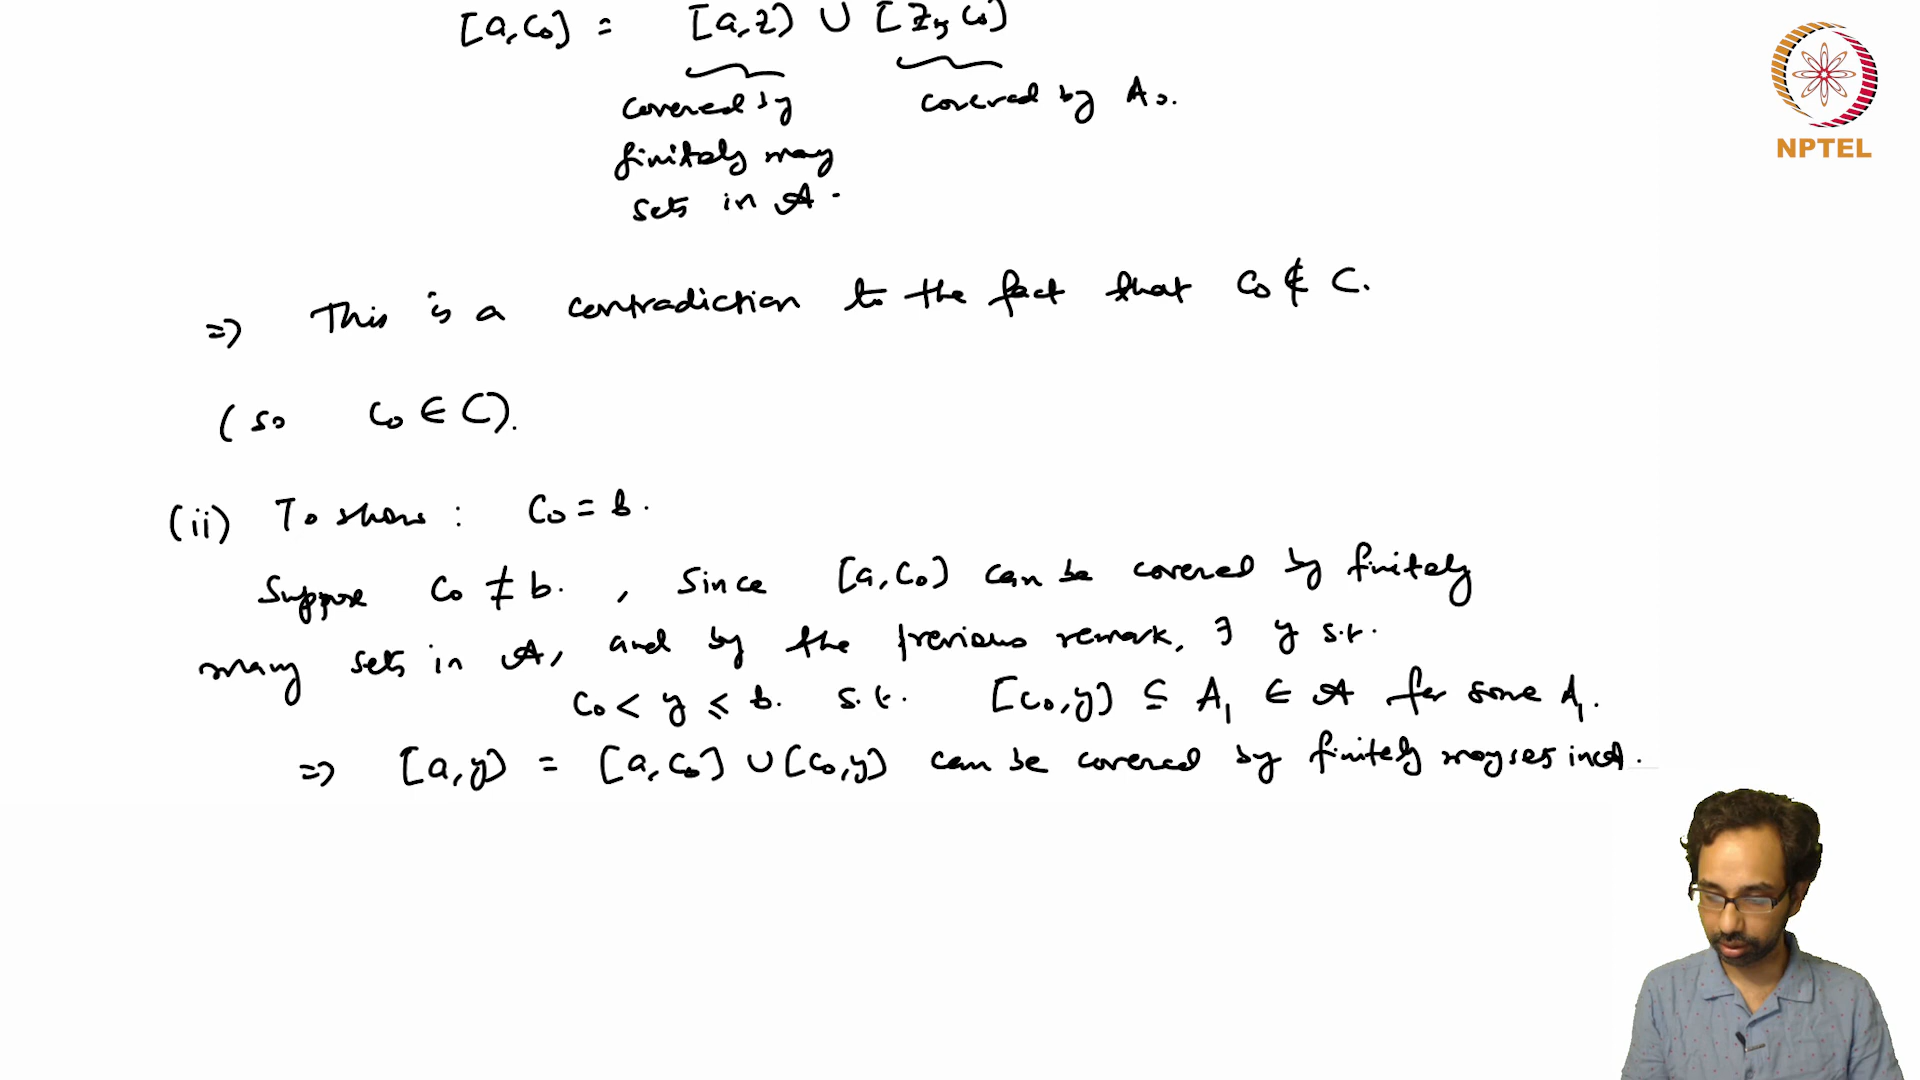 [a, c₀] = [a, z) ∪ [z, c₀]
covered by covered by A₀.
finitely may
sets in 𝒜.
NPTEL
⇒) This is a contradiction to the fact that c₀ ∉ C.
(so c₀ ∈ C).
(ii) To show : c₀ = b.
Suppose c₀ ≠ b. , Since [a, c₀] can be covered by finitely
many sets in 𝒜, and by the previous remark, ∃ y s.t.
c₀ < y ≤ b. s.t. [c₀, y] ⊆ A₁ ∈ 𝒜 for some A₁.
⇒) [a, y] = [a, c₀] ∪ [c₀, y] can be covered by finitely may sets in 𝒜.